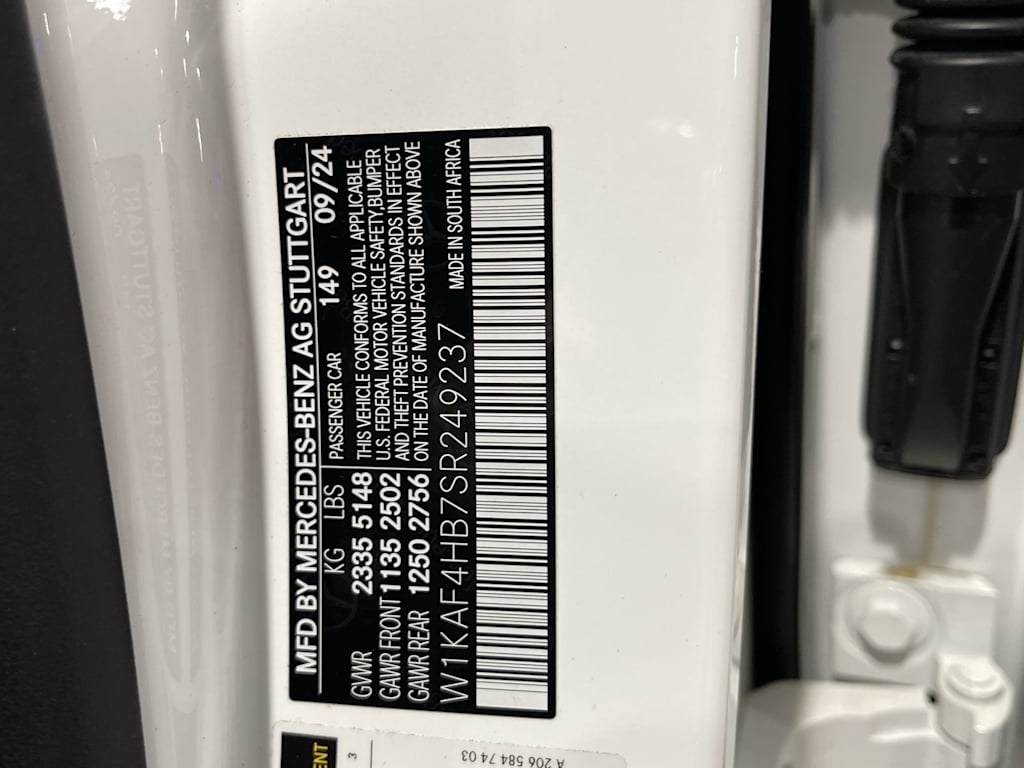 MFD BY MERCEDES-BENZ AG STUTTGART
KG LBS PASSENGER CAR 149 09/24
GVWR 2335 5148
GAWR FRONT 1135 2502
GAWR REAR 1250 2756
THIS VEHICLE CONFORMS TO ALL APPLICABLE
U.S. FEDERAL MOTOR VEHICLE SAFETY,BUMPER
AND THEFT PREVENTION STANDARDS IN EFFECT
ON THE DATE OF MANUFACTURE SHOWN ABOVE
W1KAF4HB7SR249237 MADE IN SOUTH AFRICA
3
A 206 584 74 03